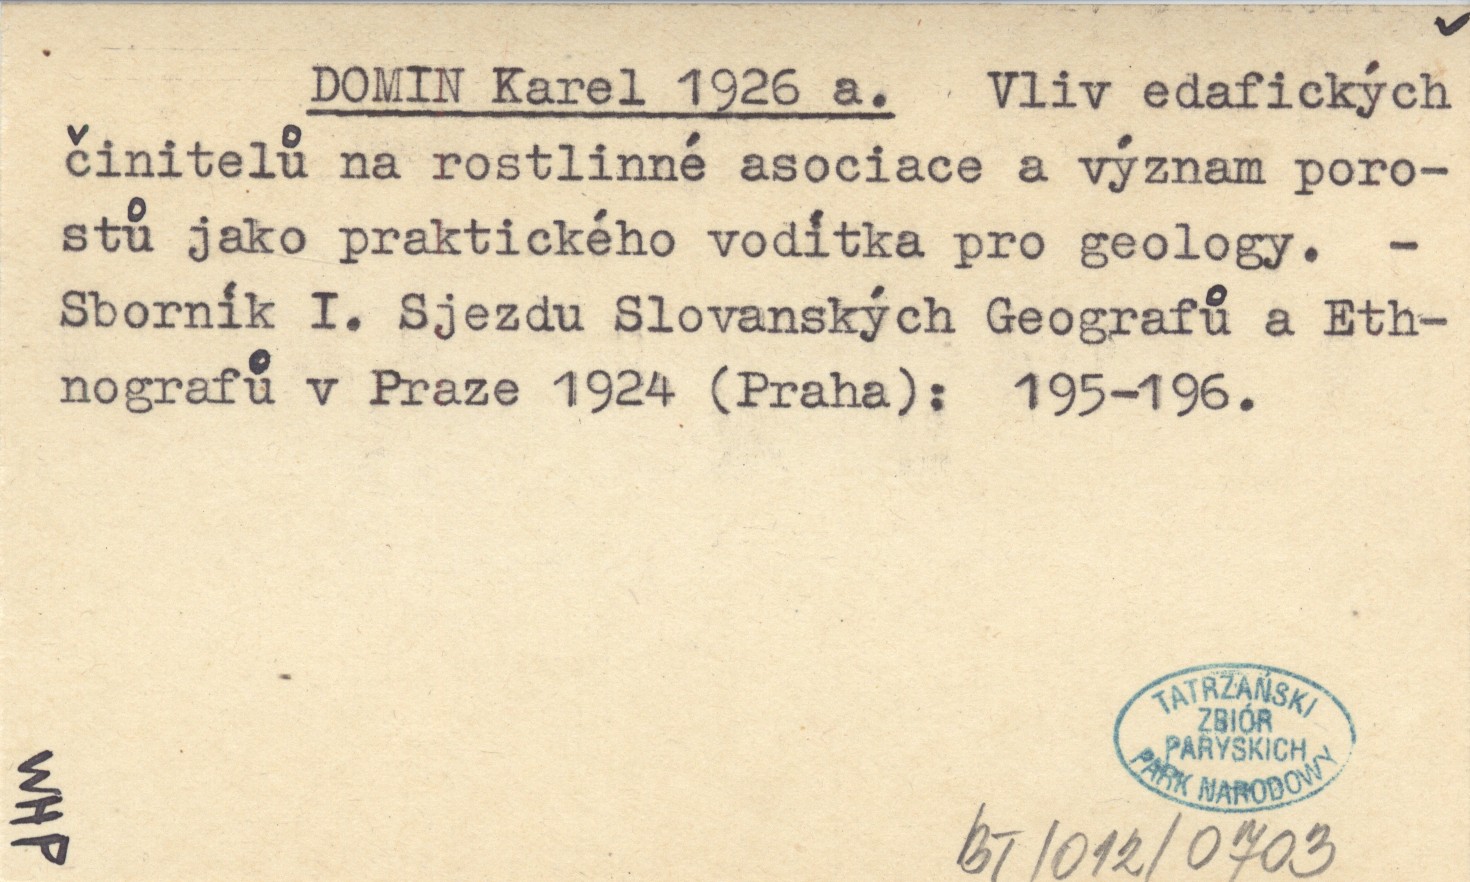 DOMIN Karel 1926 a. Vliv edafických
činitelů na rostlinné asociace a význam poro-
stů jako praktického vodítka pro geology. -
Sborník I. Sjezdu Slovanských Geografů a Eth-
nografů v Praze 1924 (Praha): 195-196.
TATRZAŃSKI
ZBIÓR
PARYSKICH
PARK NARODOWY
WHP
BT/012/0703